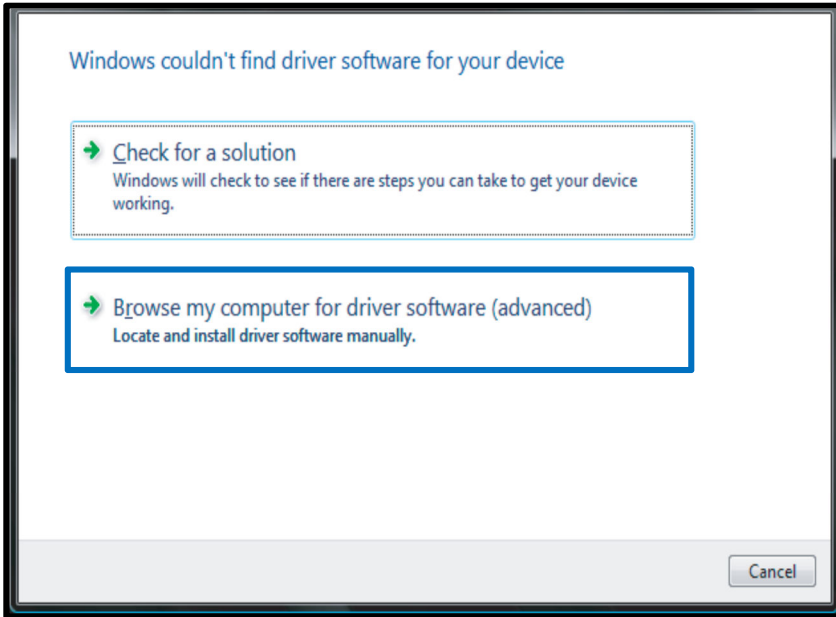 Windows couldn't find driver software for your device
Check for a solution
Windows will check to see if there are steps you can take to get your device
working.
Browse my computer for driver software (advanced)
Locate and install driver software manually.
Cancel